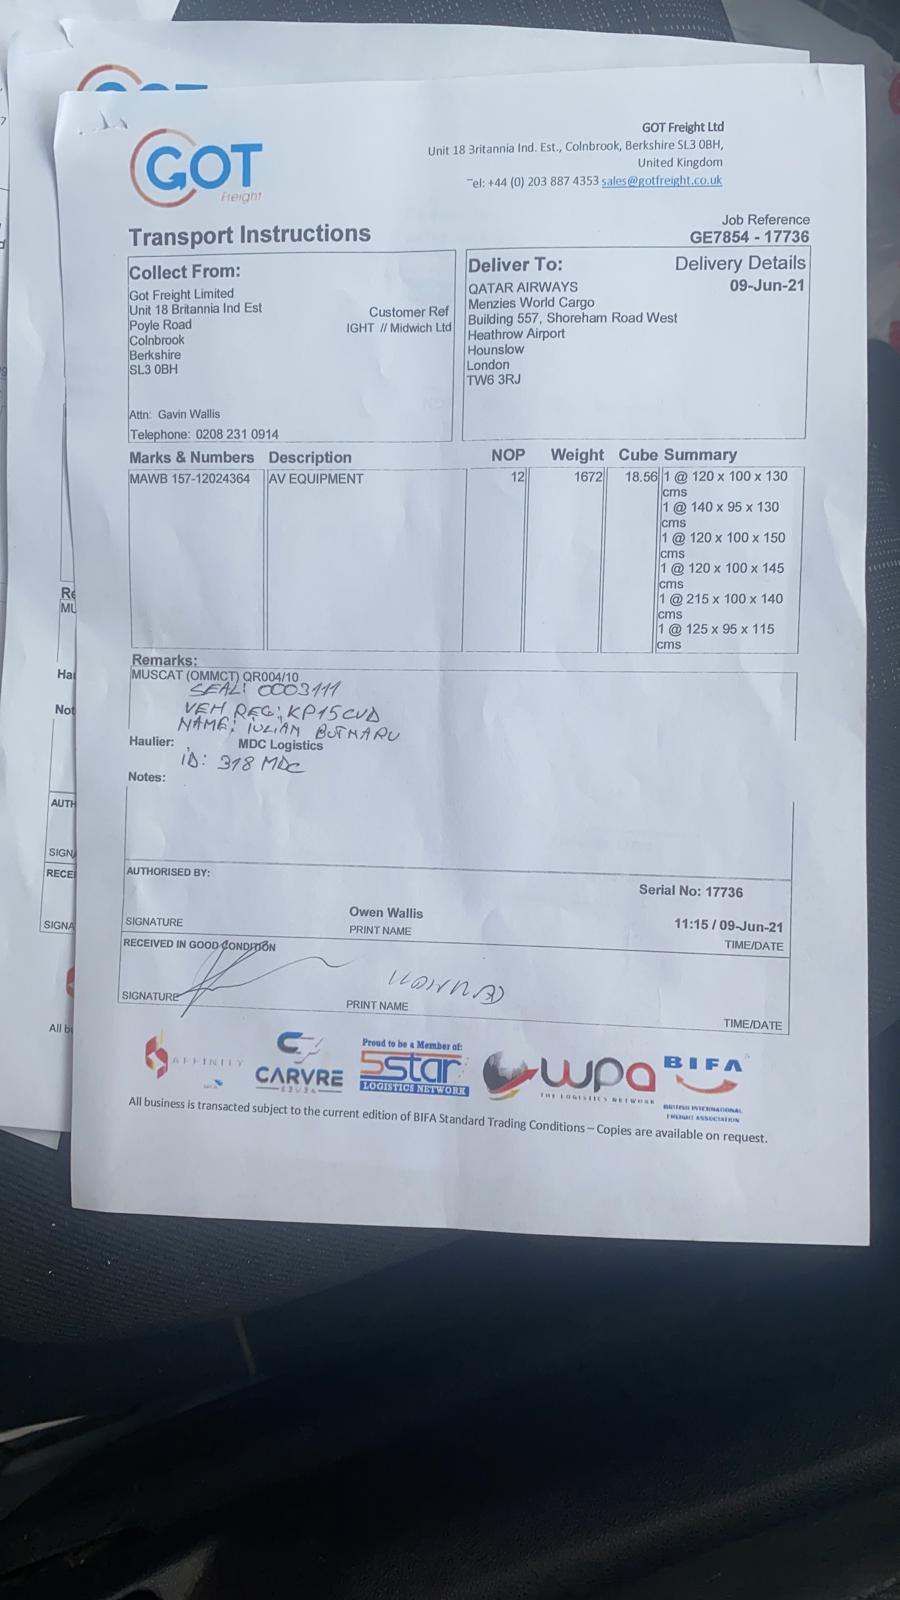 GOT
Freight
GOT Freight Ltd
Unit 18 Britannia Ind. Est., Colnbrook, Berkshire SL3 0BH,
United Kingdom
Tel: +44 (0) 203 887 4353 sales@gotfreight.co.uk
Transport Instructions
Job Reference
GE7854 - 17736
Collect From:
Got Freight Limited
Unit 18 Britannia Ind Est
Poyle Road
Colnbrook
Berkshire
SL3 0BH
Customer Ref
IGHT // Midwich Ltd
Attn: Gavin Wallis
Telephone: 0208 231 0914
Deliver To:
Delivery Details
09-Jun-21
QATAR AIRWAYS
Menzies World Cargo
Building 557, Shoreham Road West
Heathrow Airport
Hounslow
London
TW6 3RJ
Marks & Numbers Description NOP Weight Cube Summary
MAWB 157-12024364 AV EQUIPMENT 12 1672 18.56 1 @ 120 x 100 x 130
cms
1 @ 140 x 95 x 130
cms
1 @ 120 x 100 x 150
cms
1 @ 120 x 100 x 145
cms
1 @ 215 x 100 x 140
cms
1 @ 125 x 95 x 115
cms
Remarks:
MUSCAT (OMMCT) QR004/10
SEAL: 0003111
VEH REG: KP15CVD
NAME: IULIAN BUTNARU
Haulier: MDC Logistics
ID: 318 MDC
Notes:
AUTHORISED BY:
Serial No: 17736
Owen Wallis
11:15 / 09-Jun-21
SIGNATURE PRINT NAME TIME/DATE
RECEIVED IN GOOD CONDITION
SIGNATURE PRINT NAME TIME/DATE
AFFINITY
CARVRE
Proud to be a Member of:
5star
LOGISTICS NETWORK
wpa
THE LOGISTICS NETWORK
BIFA
BRITISH INTERNATIONAL
FREIGHT ASSOCIATION
All business is transacted subject to the current edition of BIFA Standard Trading Conditions – Copies are available on request.